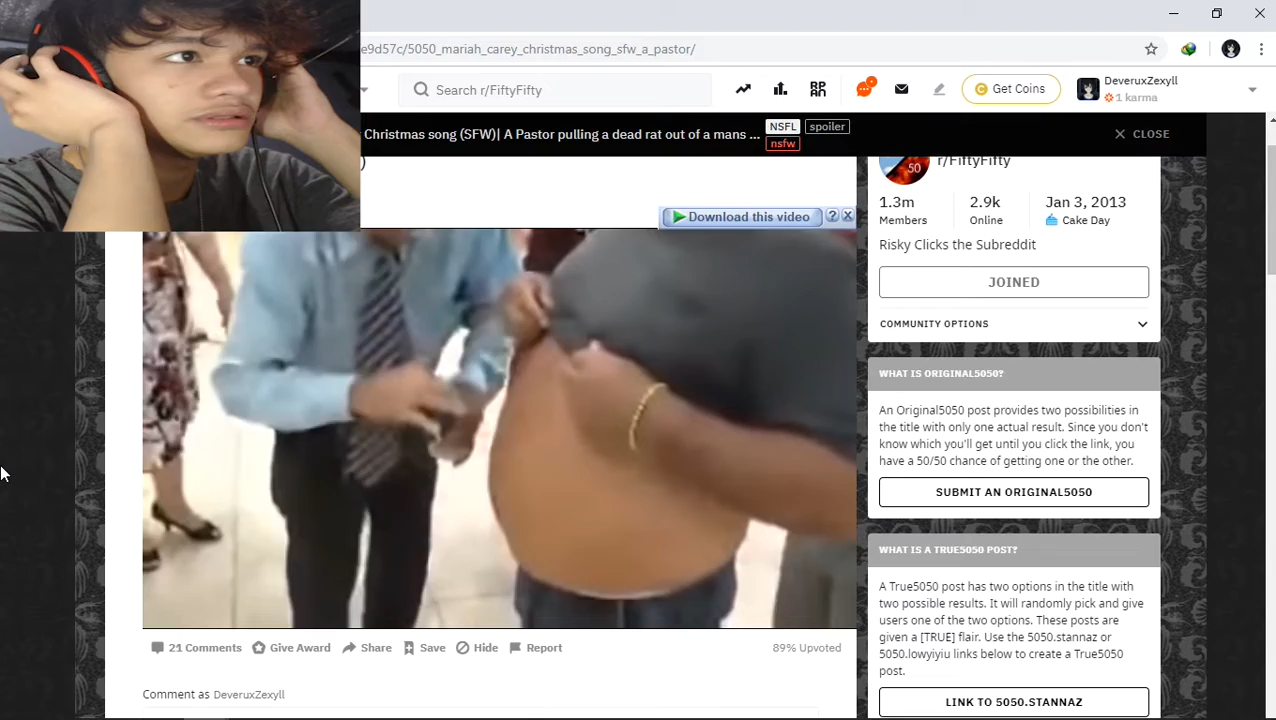 e9d57c/5050_mariah_carey_christmas_song_sfw_a_pastor/
Search r/FiftyFifty
Get Coins
DeveruxZexyll
1 karma
Christmas song (SFW)| A Pastor pulling a dead rat out of a mans ...
NSFL
spoiler
nsfw
CLOSE
)
50
r/FiftyFifty
1.3m
Members
2.9k
Online
Jan 3, 2013
Cake Day
Risky Clicks the Subreddit
JOINED
COMMUNITY OPTIONS
Download this video
WHAT IS ORIGINAL5050?
An Original5050 post provides two possibilities in
the title with only one actual result. Since you don't
know which you'll get until you click the link, you
have a 50/50 chance of getting one or the other.
SUBMIT AN ORIGINAL5050
WHAT IS A TRUE5050 POST?
A True5050 post has two options in the title with
two possible results. It will randomly pick and give
users one of the two options. These posts are
given a [TRUE] flair. Use the 5050.stannaz or
5050.lowyiyiu links below to create a True5050
post.
LINK TO 5050.STANNAZ
21 Comments
Give Award
Share
Save
Hide
Report
89% Upvoted
Comment as DeveruxZexyll